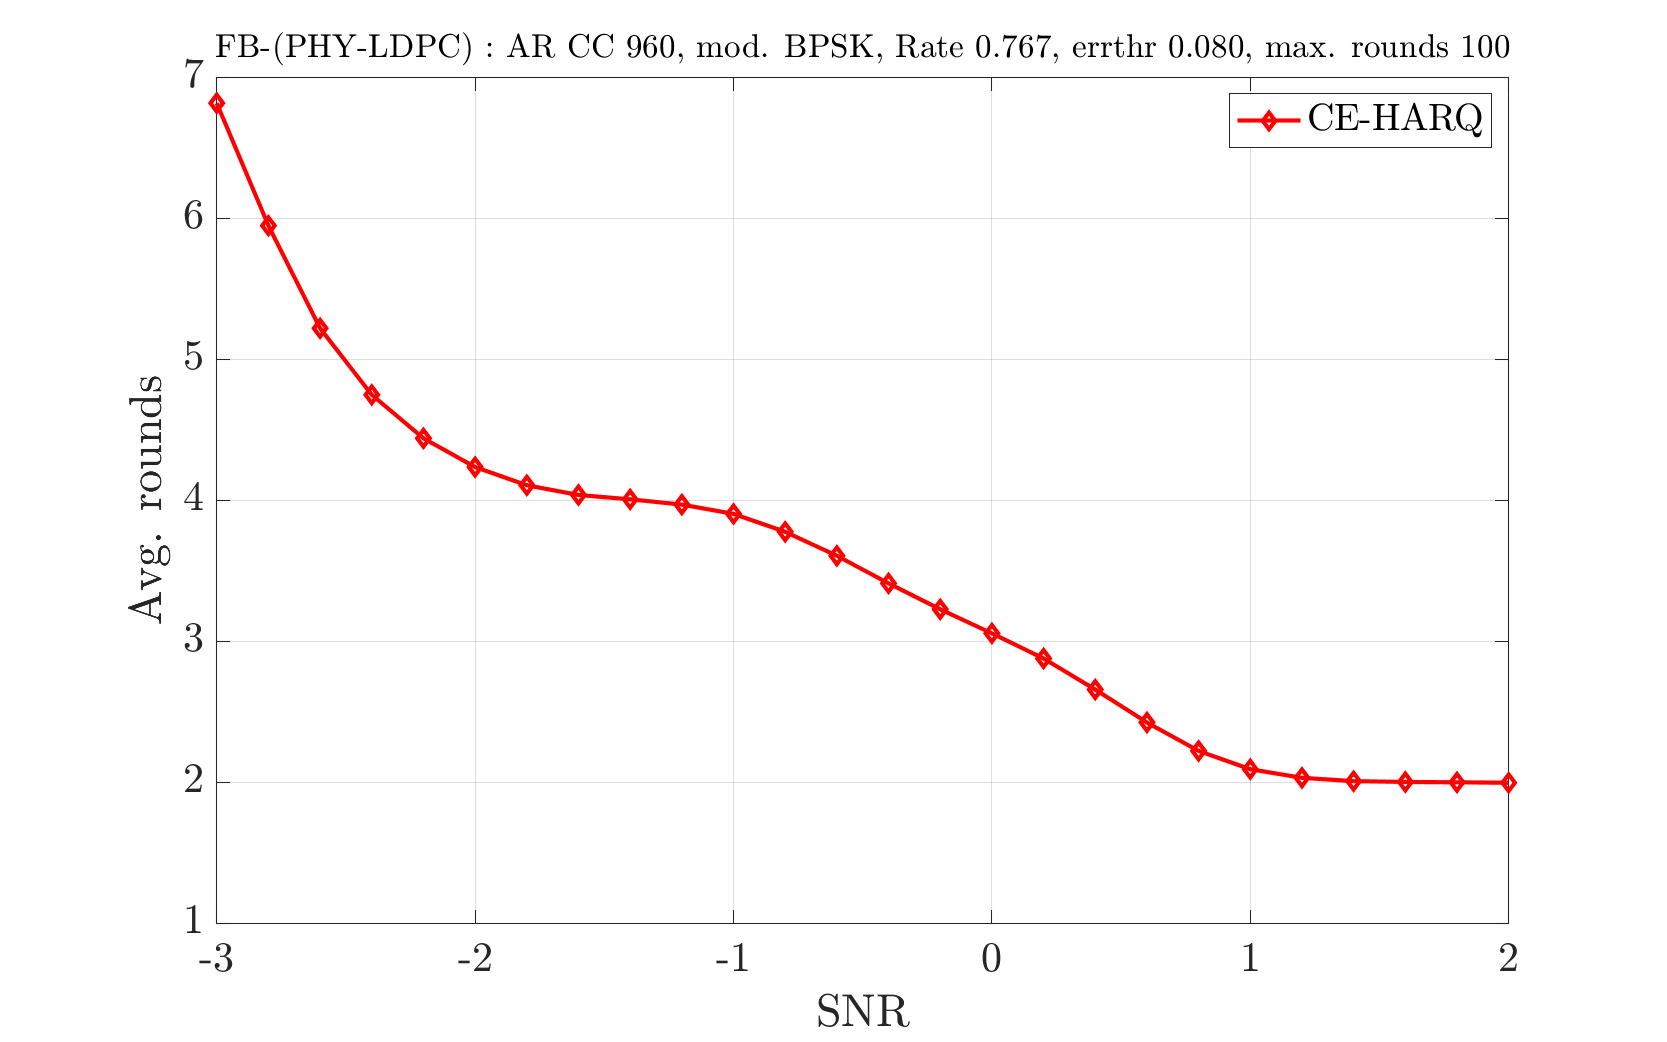 FB-(PHY-LDPC) : AR CC 960, mod. BPSK, Rate 0.767, errthr 0.080, max. rounds 100
CE-HARQ
7
6
5
4
3
2
1
Avg. rounds
-3 -2 -1 0 1 2
SNR